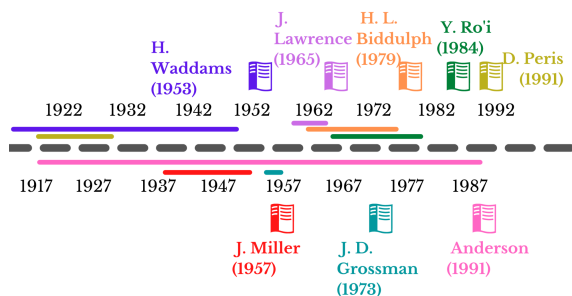 H.
Waddams
(1953)
J.
Lawrence
(1965)
H. L.
Biddulph
(1979)
Y. Ro'i
(1984)
D. Peris
(1991)
1922 1932 1942 1952 1962 1972 1982 1992
1917 1927 1937 1947 1957 1967 1977 1987
J. Miller
(1957)
J. D.
Grossman
(1973)
Anderson
(1991)